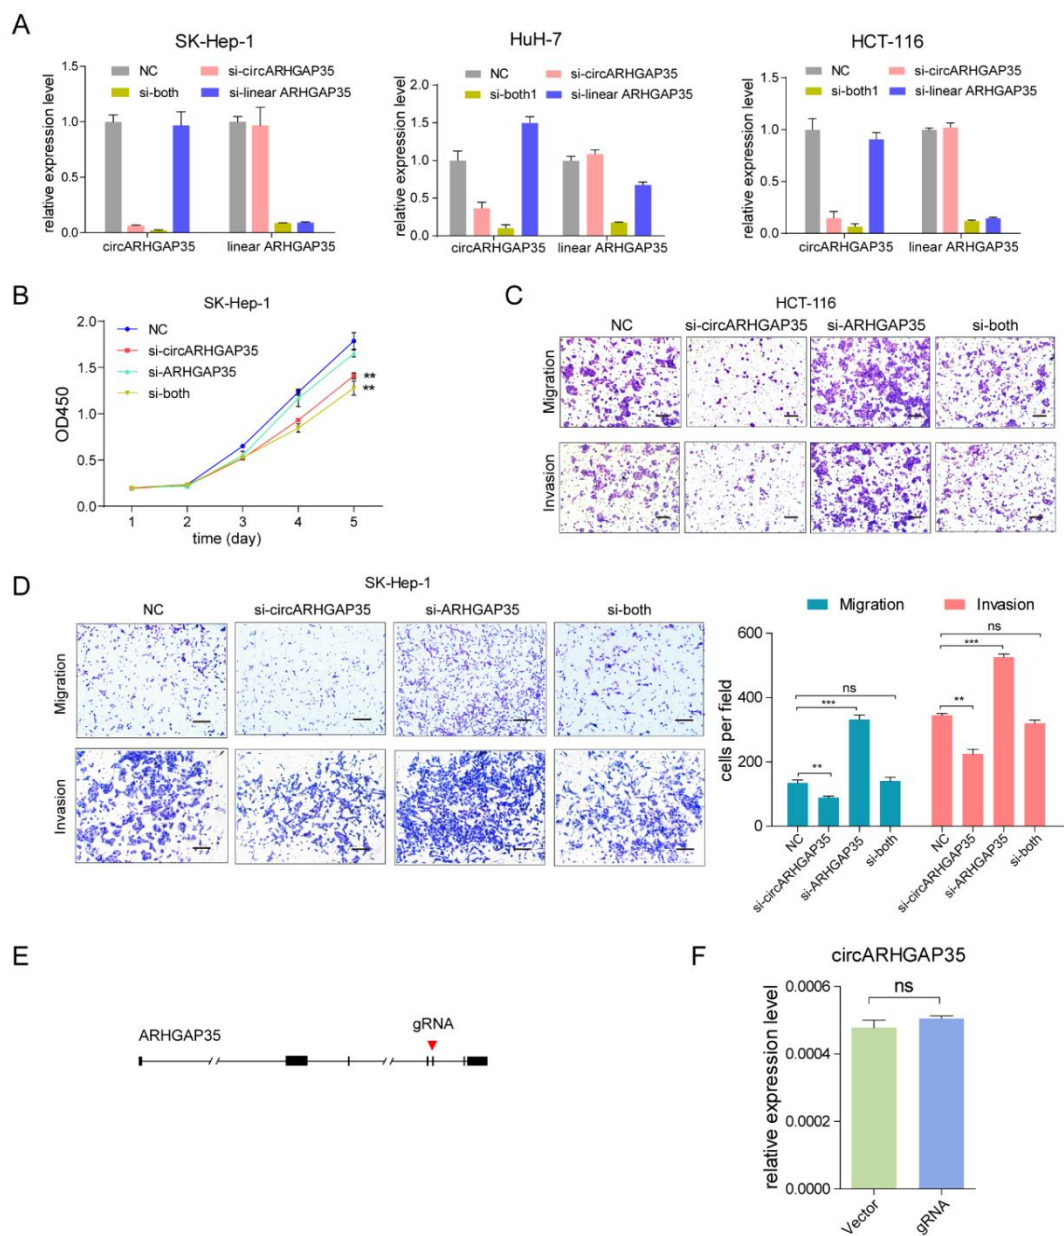 A
SK-Hep-1
relative expression level
1.5
1.0
0.5
0.0
NC
si-circARHGAP35
si-both
si-linear ARHGAP35
circARHGAP35
linear ARHGAP35
HuH-7
relative expression level
2.0
1.5
1.0
0.5
0.0
NC
si-circARHGAP35
si-both1
si-linear ARHGAP35
circARHGAP35
linear ARHGAP35
HCT-116
relative expression level
1.5
1.0
0.5
0.0
NC
si-circARHGAP35
si-both1
si-linear ARHGAP35
circARHGAP35
linear ARHGAP35
B
SK-Hep-1
OD450
2.0
1.5
1.0
0.5
0.0
NC
si-circARHGAP35
si-ARHGAP35
si-both
**
**
1 2 3 4 5
time (day)
C
HCT-116
NC si-circARHGAP35 si-ARHGAP35 si-both
Migration
Invasion
D
SK-Hep-1
NC si-circARHGAP35 si-ARHGAP35 si-both
Migration
Invasion
Migration Invasion
cells per field
600
400
200
0
ns
***
**
ns
***
**
NC
si-circARHGAP35
si-ARHGAP35
si-both
NC
si-circARHGAP35
si-ARHGAP35
si-both
E
ARHGAP35
gRNA
F
circARHGAP35
relative expression level
0.0006
0.0004
0.0002
0.0000
ns
Vector
gRNA